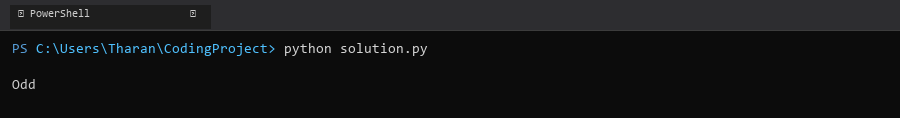 PowerShell
PS C:\Users\Tharan\CodingProject> python solution.py
Odd